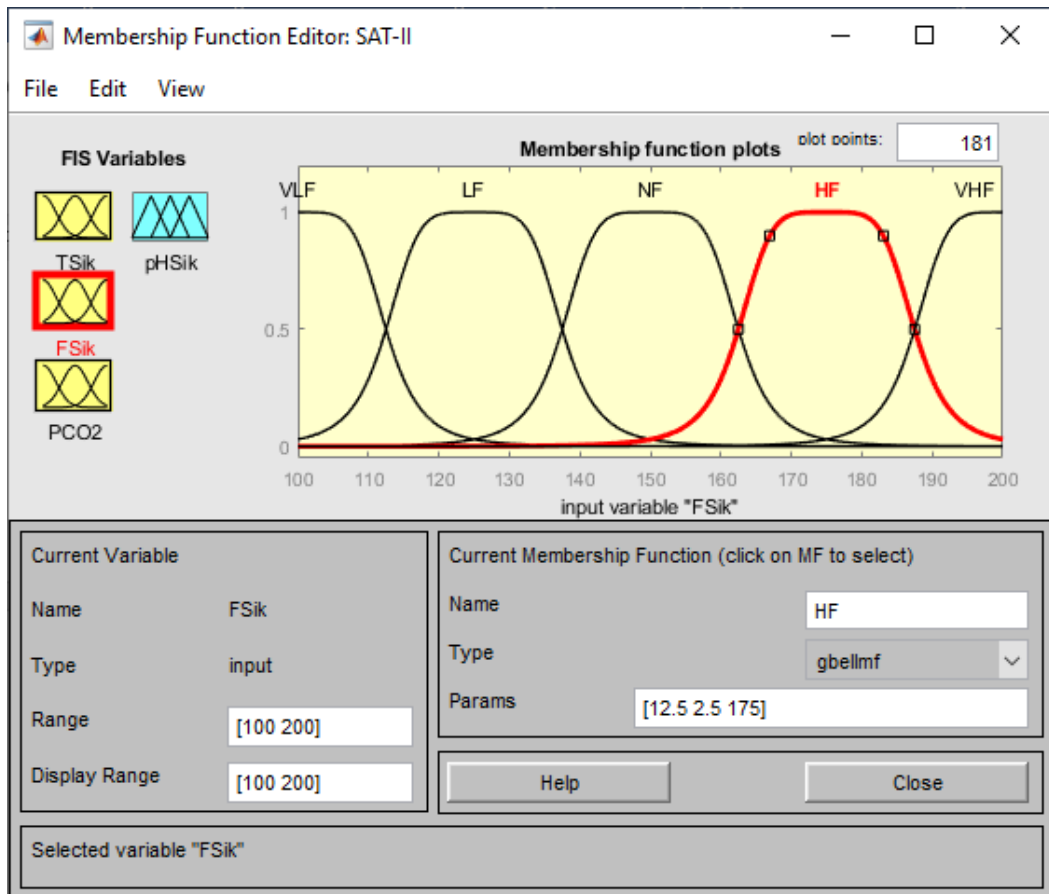 Membership Function Editor: SAT-II
File Edit View
FIS Variables
TSik
pHSik
FSik
PCO2
Membership function plots
plot points:
181
VLF LF NF HF VHF
1
0.5
0
100 110 120 130 140 150 160 170 180 190 200
input variable "FSik"
Current Variable
Name FSik
Type input
Range [100 200]
Display Range [100 200]
Current Membership Function (click on MF to select)
Name HF
Type gbellmf
Params [12.5 2.5 175]
Help Close
Selected variable "FSik"